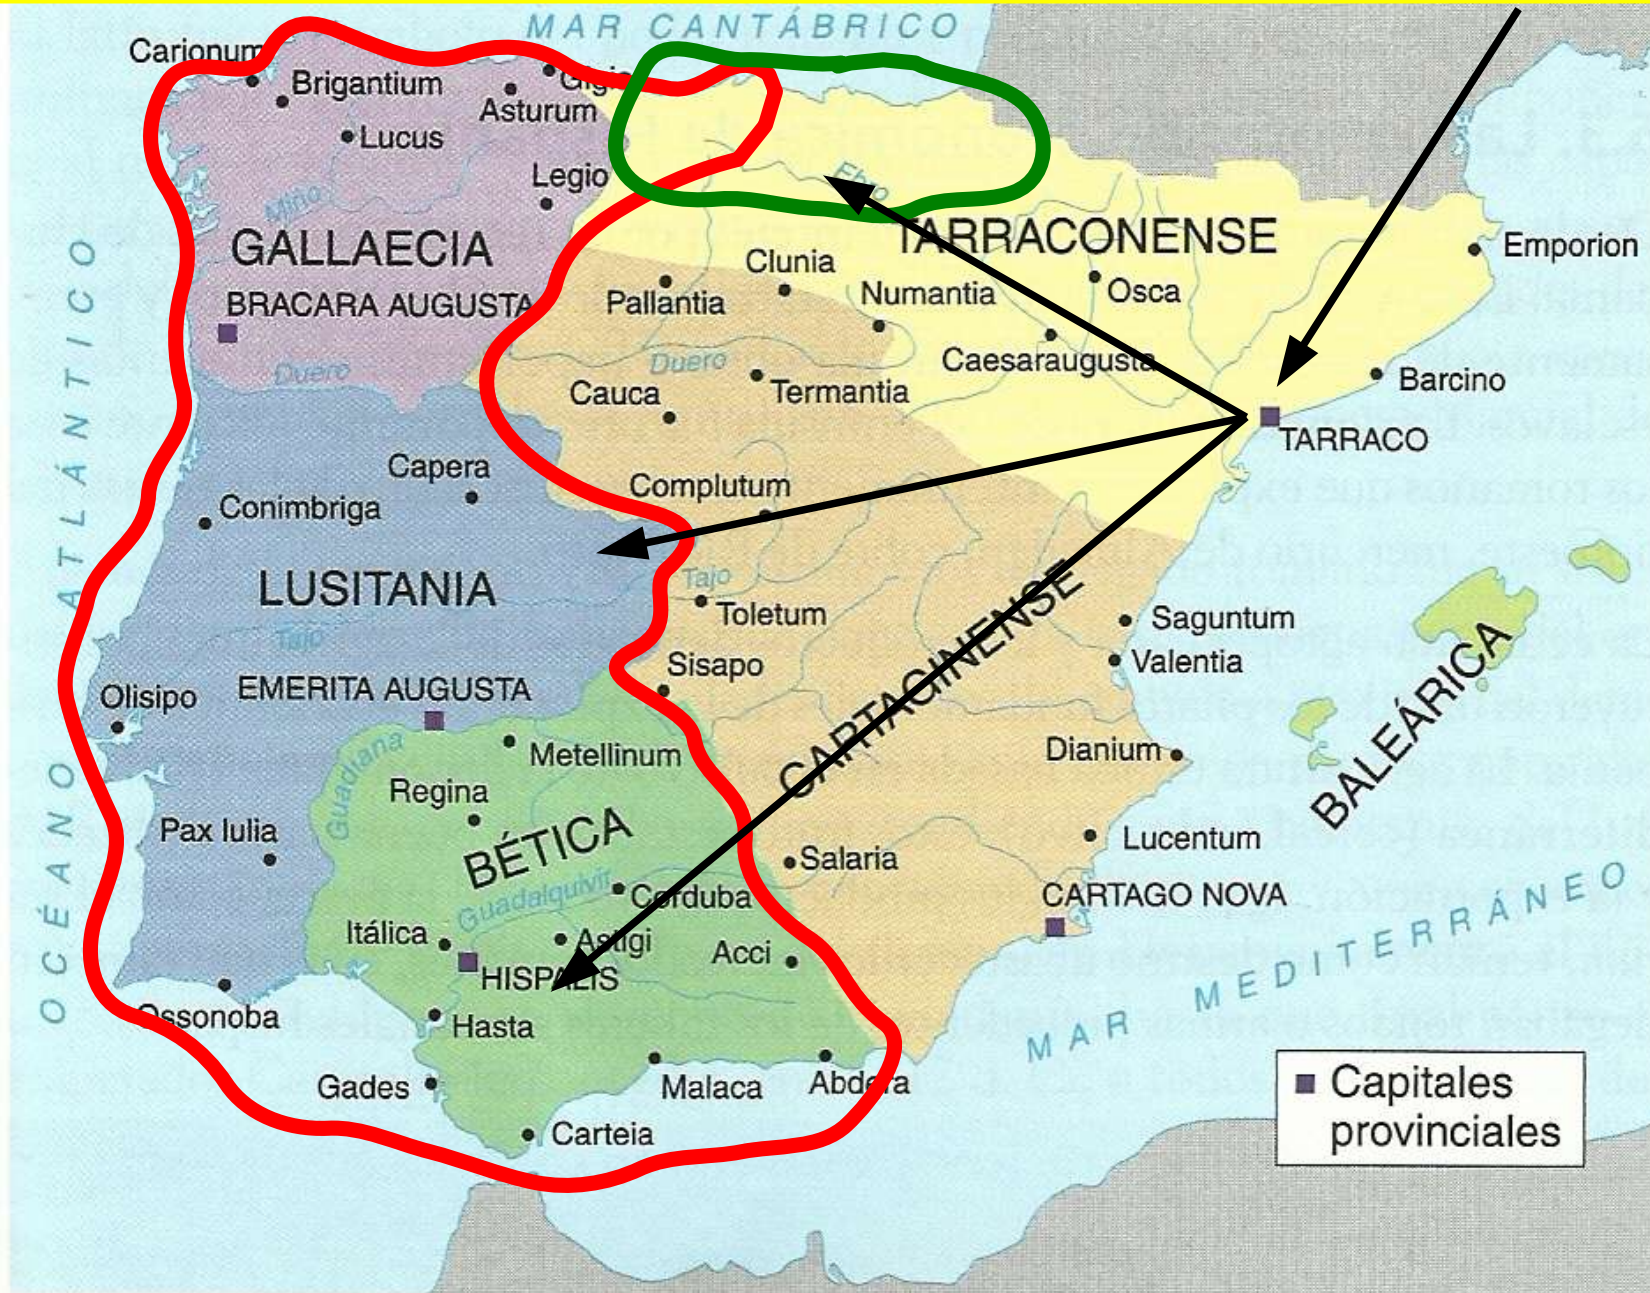 MAR CANTÁBRICO
Carionum
Brigantium
Gigia
Asturum
Lucus
Legio
Miño
Ebro
GALLAECIA
TARRACONENSE
Emporion
Clunia
Pallantia
Numantia
Osca
BRACARA AUGUSTA
Caesaraugusta
Duero
Duero
Cauca
Termantia
Barcino
TARRACO
Capera
Complutum
Conimbriga
OCÉANO ATLÁNTICO
LUSITANIA
Tajo
Toletum
Tajo
Saguntum
Valentia
Sisapo
CARTAGINENSE
BALEÁRICA
Olisipo
EMERITA AUGUSTA
Metellinum
Dianium
Guadiana
Regina
Pax Iulia
BÉTICA
Lucentum
Salaria
Guadalquivir
Corduba
CARTAGO NOVA
MAR MEDITERRÁNEO
Itálica
Astigi
Acci
HISPALIS
Ossonoba
Hasta
Gades
Malaca
Abdera
Carteia
Capitales
provinciales